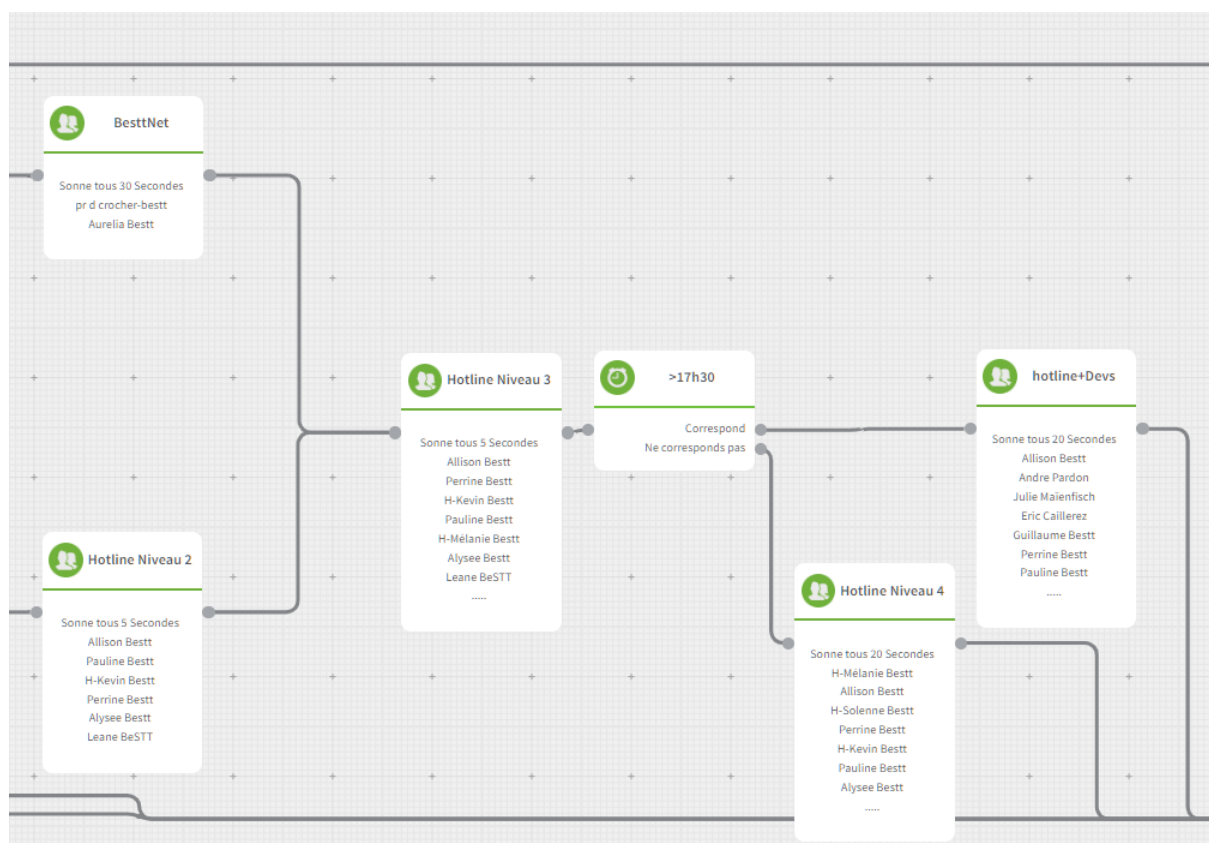 BesttNet
Sonne tous 30 Secondes
pr d crocher-bestt
Aurelia Bestt
Hotline Niveau 2
Sonne tous 5 Secondes
Allison Bestt
Pauline Bestt
H-Kevin Bestt
Perrine Bestt
Alysee Bestt
Leane BeSTT
Hotline Niveau 3
Sonne tous 5 Secondes
Allison Bestt
Perrine Bestt
H-Kevin Bestt
Pauline Bestt
H-Mélanie Bestt
Alysee Bestt
Leane BeSTT
.....
>17h30
Correspond
Ne corresponds pas
Hotline Niveau 4
Sonne tous 20 Secondes
H-Mélanie Bestt
Allison Bestt
H-Solenne Bestt
Perrine Bestt
H-Kevin Bestt
Pauline Bestt
Alysee Bestt
.....
hotline+Devs
Sonne tous 20 Secondes
Allison Bestt
Andre Pardon
Julie Maïenfisch
Eric Caillerez
Guillaume Bestt
Perrine Bestt
Pauline Bestt
.....